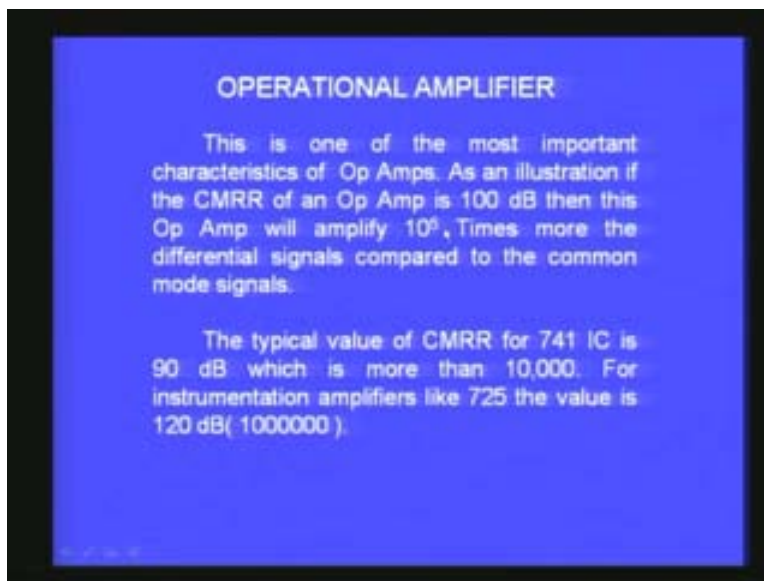 OPERATIONAL AMPLIFIER
This is one of the most important
characteristics of Op Amps. As an illustration if
the CMRR of an Op Amp is 100 dB then this
Op Amp will amplify 10⁵, Times more the
differential signals compared to the common
mode signals.
The typical value of CMRR for 741 IC is
90 dB which is more than 10,000. For
instrumentation amplifiers like 725 the value is
120 dB( 1000000 ).